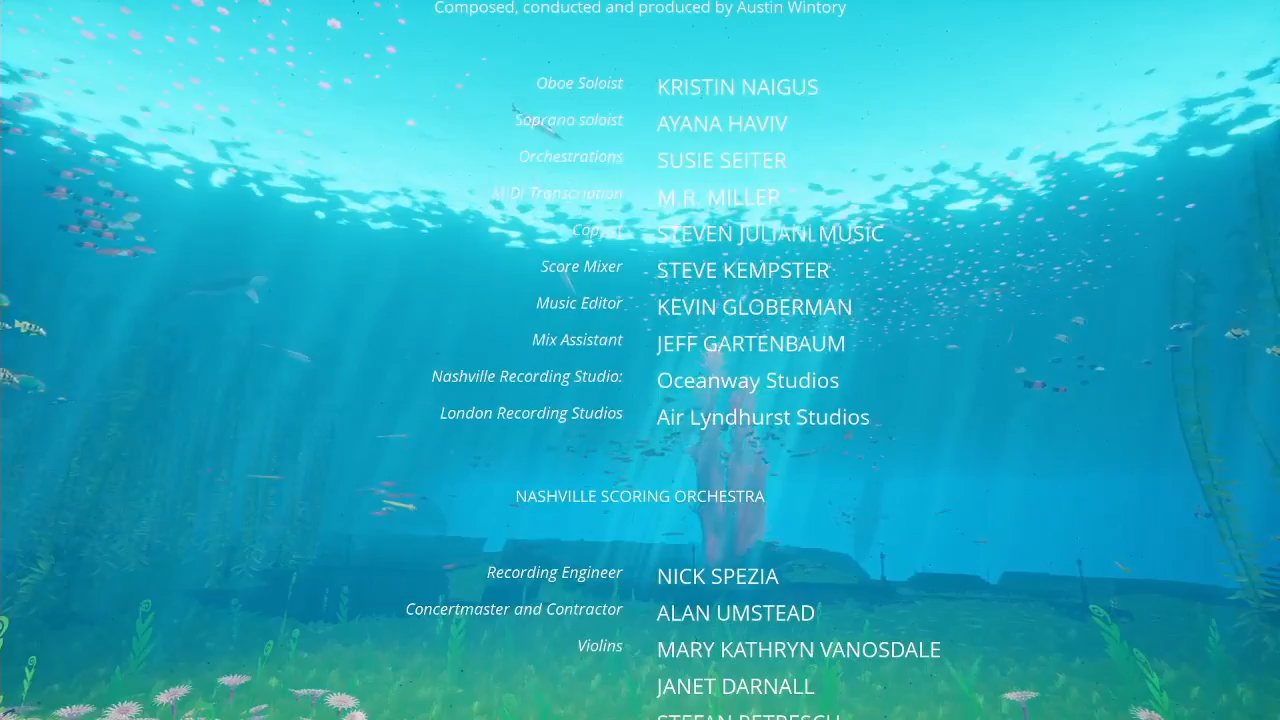 Composed, conducted and produced by Austin Wintory
Oboe Soloist KRISTIN NAIGUS
Soprano soloist AYANA HAVIV
Orchestrations SUSIE SEITER
MIDI Transcription M.R. MILLER
Copyist STEVEN JULIANI MUSIC
Score Mixer STEVE KEMPSTER
Music Editor KEVIN GLOBERMAN
Mix Assistant JEFF GARTENBAUM
Nashville Recording Studio: Oceanway Studios
London Recording Studios Air Lyndhurst Studios
NASHVILLE SCORING ORCHESTRA
Recording Engineer NICK SPEZIA
Concertmaster and Contractor ALAN UMSTEAD
Violins MARY KATHRYN VANOSDALE
JANET DARNALL